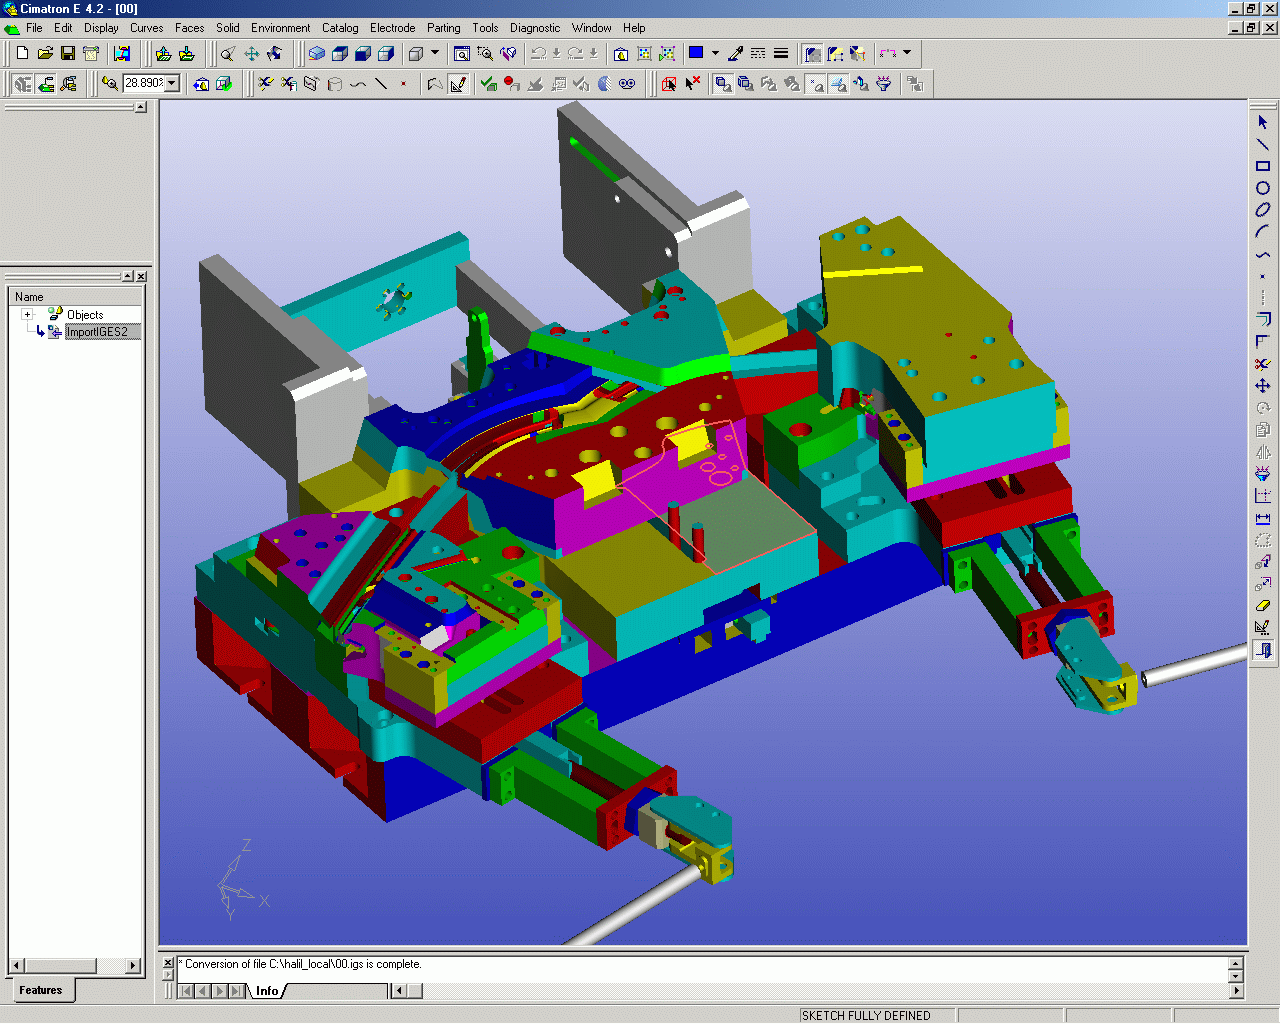 Cimatron E 4.2 - [00]
File Edit Display Curves Faces Solid Environment Catalog Electrode Parting Tools Diagnostic Window Help
28.890%
Name
Objects
ImportIGES2
Z
X
Y
* Conversion of file C:\halil_local\00.igs is complete.
Info
Features
SKETCH FULLY DEFINED